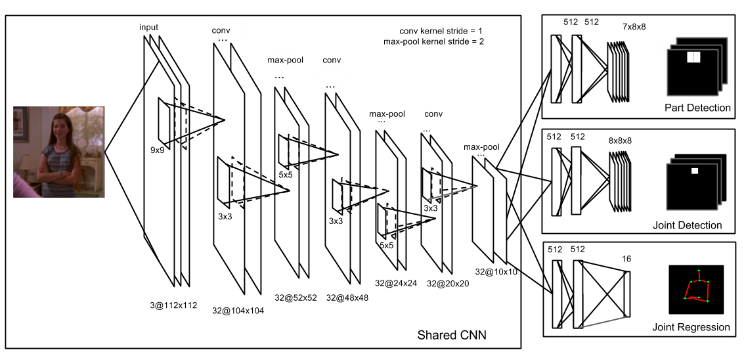 input
conv
...
max-pool
...
conv
...
max-pool
...
conv
...
max-pool
...
conv kernel stride = 1
max-pool kernel stride = 2
9x9
3x3
5x5
3x3
5x5
3x3
3@112x112
32@104x104
32@52x52
32@48x48
32@24x24
32@20x20
32@10x10
Shared CNN
512 512 7x8x8
Part Detection
512 512 8x8x8
Joint Detection
512 512 16
Joint Regression